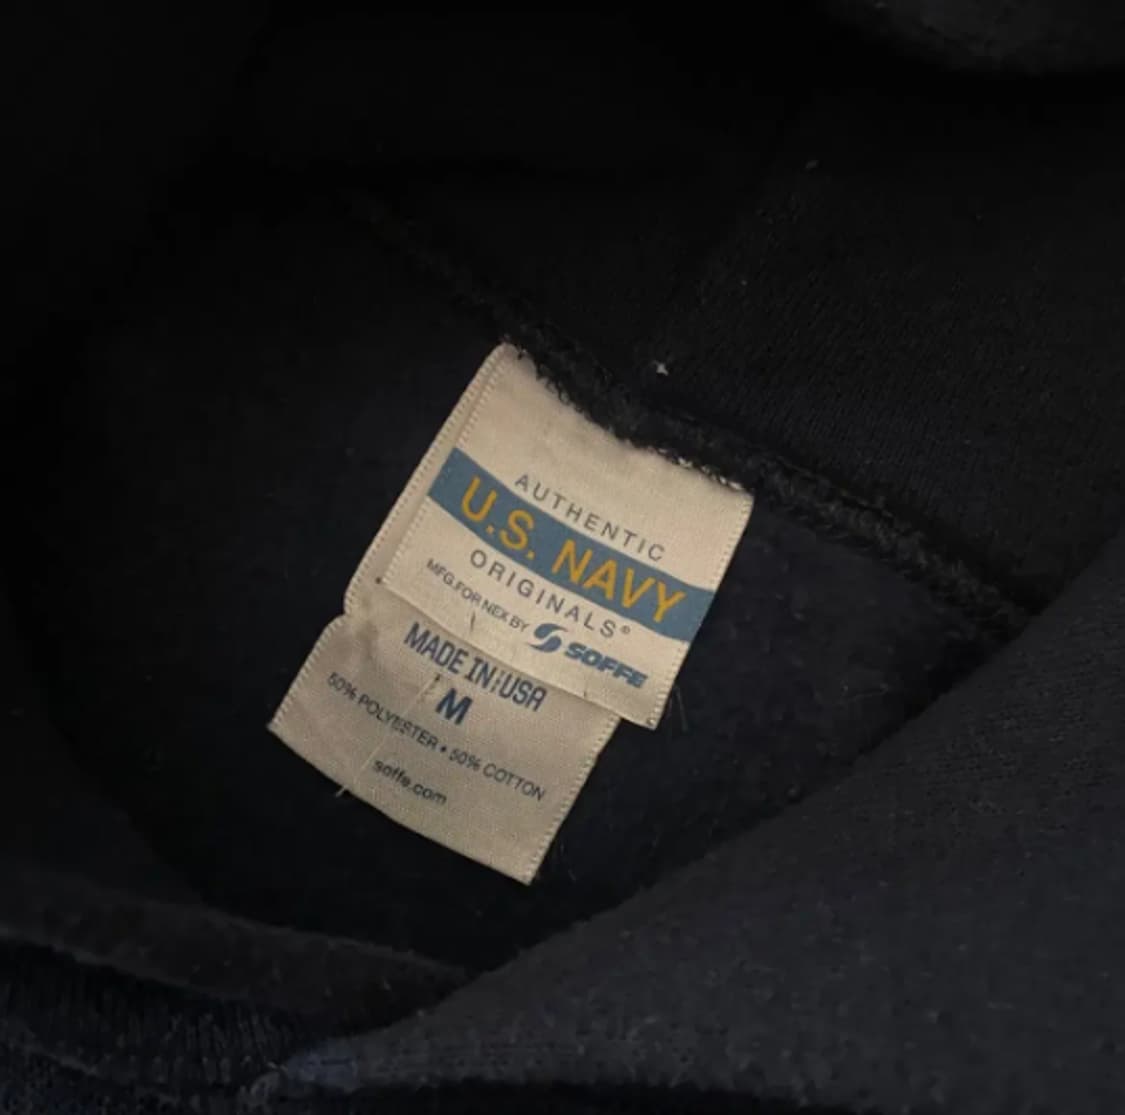 AUTHENTIC
U.S. NAVY
ORIGINALS®
MFG. FOR NEX BY SOFFE
MADE IN USA
M
50% POLYESTER • 50% COTTON
soffe.com